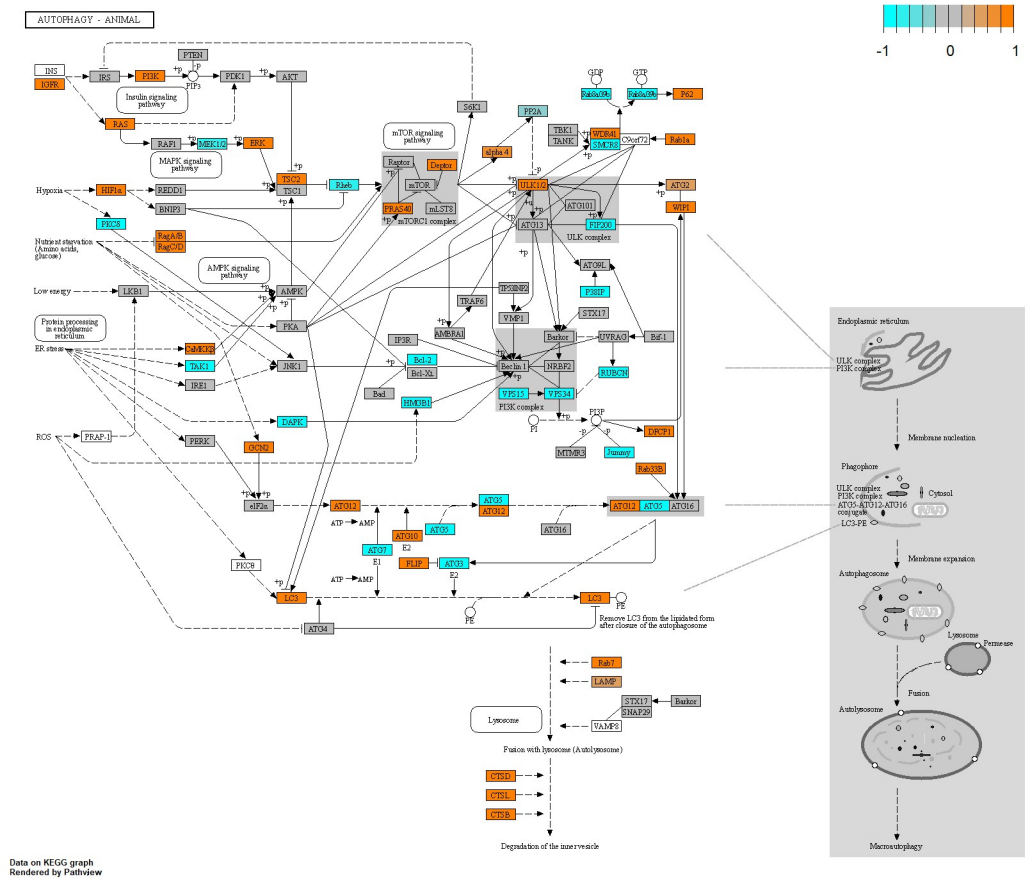 AUTOPHAGY - ANIMAL
-1 0 1
INS
IGFR
IRS
PI3K
PTEN
-p
PIP3
PDK1
+p
AKT
Insulin signaling
pathway
RAS
RAF1
+p
MEK1/2
+p
ERK
MAPK signaling
pathway
S6K1
mTOR signaling
pathway
PP2A
alpha 4
GDP
GTP
Rab8a/39b
Rab8a/39b
P62
TBK1
TANK
+p
WDR41
C9orf72
SMCR8
Rab1a
Hypoxia
HIF1α
REDD1
BNIP3
+p
TSC2
TSC1
+p
Rheb
Raptor
Deptor
mTOR
PRAS40
mLST8
+p
mTORC1 complex
-p
+p
ULK1/2
+p
+u
ATG101
ATG13
FIP200
+p
ULK complex
ATG2
+p
WIPI
PKC8
Nutrient starvation
(Amino acids,
glucose)
RagA/B
RagC/D
AMPK signaling
pathway
Low energy
LKB1
+p
AMPK
PKA
+p
ATG9L
P38IP
TP53INP2
VMP1
STX17
TRAF6
+p
AMBRA1
Protein processing
in endoplasmic
reticulum
ER stress
CaMKKβ
TAK1
IRE1
JNK1
IP3R
Bcl-2
Bcl-XL
Bad
HMGB1
Barkor
UVRAG
Bif-1
Beclin 1
+p
NRBF2
RUBCN
VPS15
VPS34
PI3K complex
+p
DAPK
PI
PI3P
-p
-p
DFCP1
MTMR3
Jummy
Rab33B
ROS
PRAP-1
PERK
GCN2
+p
+p
eIF2α
ATG12
ATP
AMP
ATG7
E1
ATG10
E2
ATG5
ATG5
ATG12
ATG16
ATG12
ATG5
ATG16
FLIP
ATG3
E2
ATP
AMP
PKC8
+p
LC3
ATG4
PE
LC3
PE
Remove LC3 from the lipidated form
after closure of the autophagosome
Rab7
LAMP
STX17
SNAP29
VAMP8
Barkor
Lysosome
Fusion with lysosome (Autolysosome)
CTSD
CTSL
CTSB
Degradation of the inner vesicle
Endoplasmic reticulum
ULK complex
PI3K complex
Membrane nucleation
Phagophore
ULK complex
PI3K complex
ATG5-ATG12-ATG16
conjugate
LC3-PE
Cytosol
Membrane expansion
Autophagosome
Lysosome
Permease
Fusion
Autolysosome
Macroautophagy
Data on KEGG graph
Rendered by Pathview